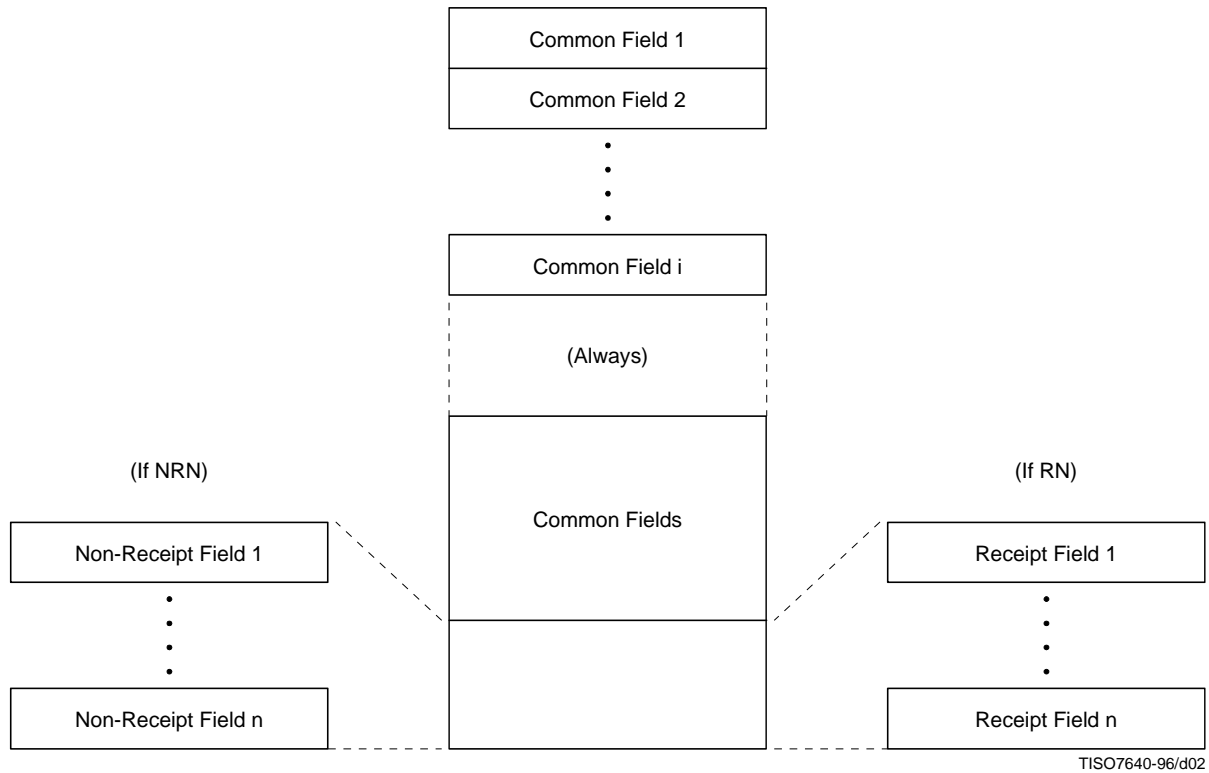 Common Field 1
Common Field 2
Common Field i
(Always)
(If NRN)
(If RN)
Common Fields
Non-Receipt Field 1
Receipt Field 1
Non-Receipt Field n
Receipt Field n
TISO7640-96/d02